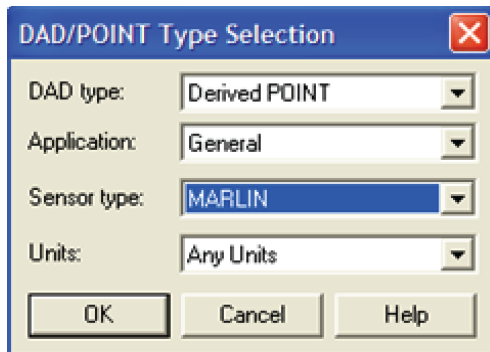 DAD/POINT Type Selection
DAD type: Derived POINT
Application: General
Sensor type: MARLIN
Units: Any Units
OK Cancel Help